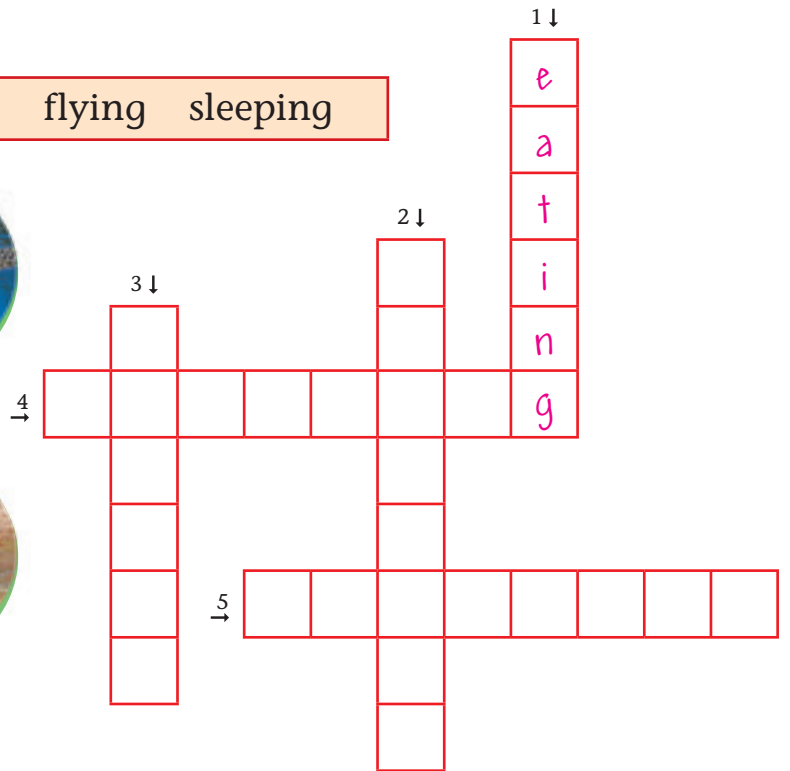 1 ↓
e
flying sleeping
a
t
2 ↓
i
3 ↓
n
4 →
g
5 →